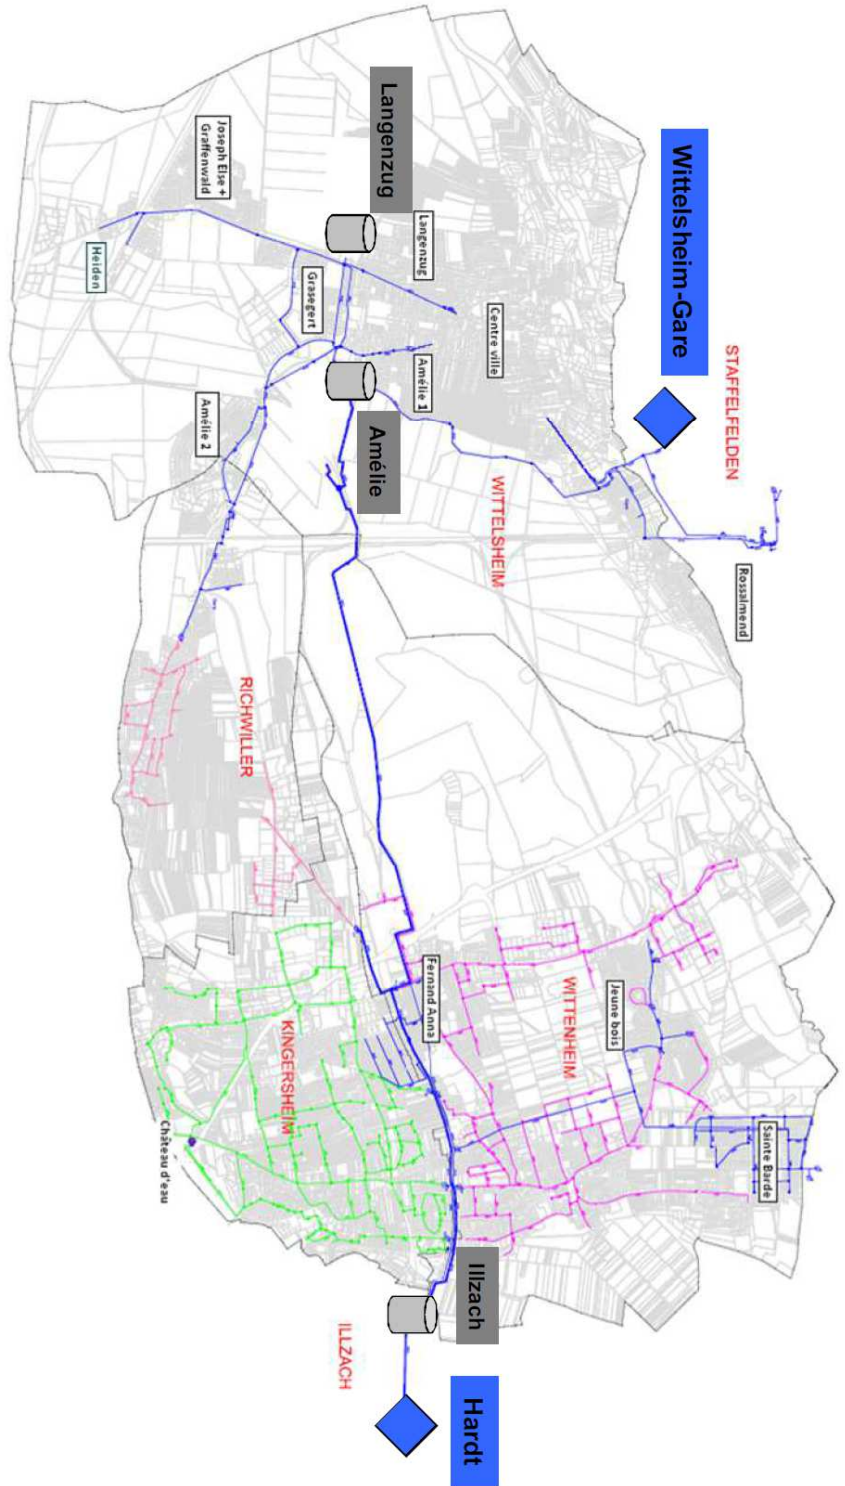 Wittelsheim-Gare
STAFFELFELDEN
Rossalmend
Langenzug
Langenzug
Centre ville
Amélie 1
WITTELSHEIM
Joseph Else +
Graffenwald
Heiden
Grasegert
Amélie 2
Amélie
RICHWILLER
Fernand Anna
WITTENHEIM
Jeune bois
Sainte Barde
KINGERSHEIM
Château d'eau
Illzach
ILLZACH
Hardt